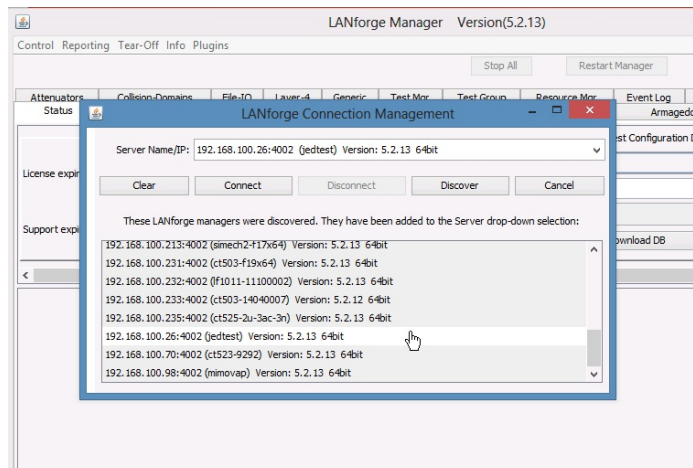 LANforge Manager Version(5.2.13)
Control Reporting Tear-Off Info Plugins
Stop All Restart Manager
Attenuators Collision-Domains File-IO Layer-4 Generic Test Mgr Test Group Resource Mgr Event Log
Status
LANforge Connection Management
Server Name/IP: 192.168.100.26:4002 (jedtest) Version: 5.2.13 64bit
License expir
Clear Connect Disconnect Discover Cancel
These LANforge managers were discovered. They have been added to the Server drop-down selection:
Support expi
192.168.100.213:4002 (simech2-f17x64) Version: 5.2.13 64bit
192.168.100.231:4002 (ct503-f19x64) Version: 5.2.13 64bit
192.168.100.232:4002 (lf1011-11100002) Version: 5.2.13 64bit
192.168.100.233:4002 (ct503-14040007) Version: 5.2.12 64bit
192.168.100.235:4002 (ct525-2u-3ac-3n) Version: 5.2.13 64bit
192.168.100.26:4002 (jedtest) Version: 5.2.13 64bit
192.168.100.70:4002 (ct523-9292) Version: 5.2.13 64bit
192.168.100.98:4002 (mimovap) Version: 5.2.13 64bit
Armagedo
st Configuration D
wnload DB